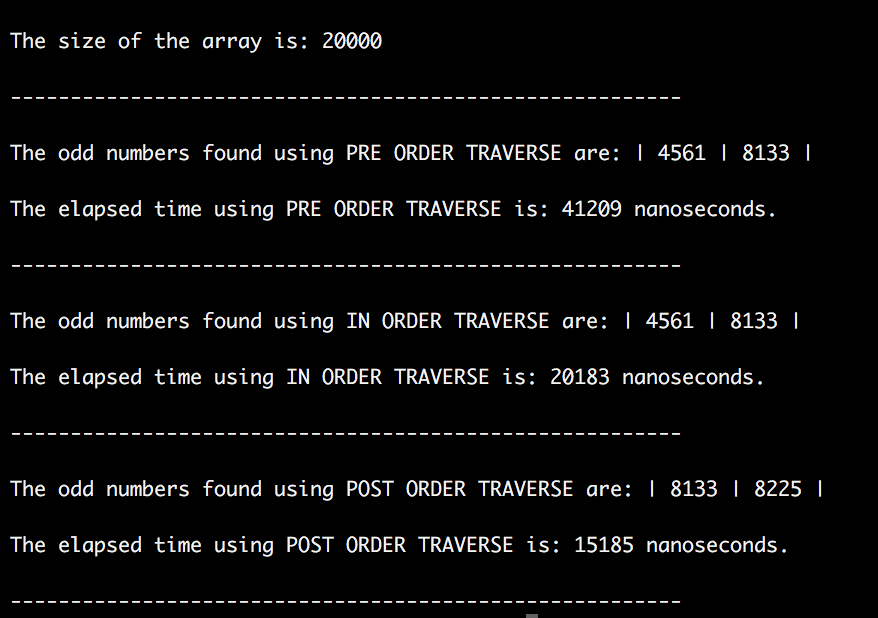 The size of the array is: 20000
--------------------------------------------------------
The odd numbers found using PRE ORDER TRAVERSE are: | 4561 | 8133 |
The elapsed time using PRE ORDER TRAVERSE is: 41209 nanoseconds.
--------------------------------------------------------
The odd numbers found using IN ORDER TRAVERSE are: | 4561 | 8133 |
The elapsed time using IN ORDER TRAVERSE is: 20183 nanoseconds.
--------------------------------------------------------
The odd numbers found using POST ORDER TRAVERSE are: | 8133 | 8225 |
The elapsed time using POST ORDER TRAVERSE is: 15185 nanoseconds.
--------------------------------------------------------